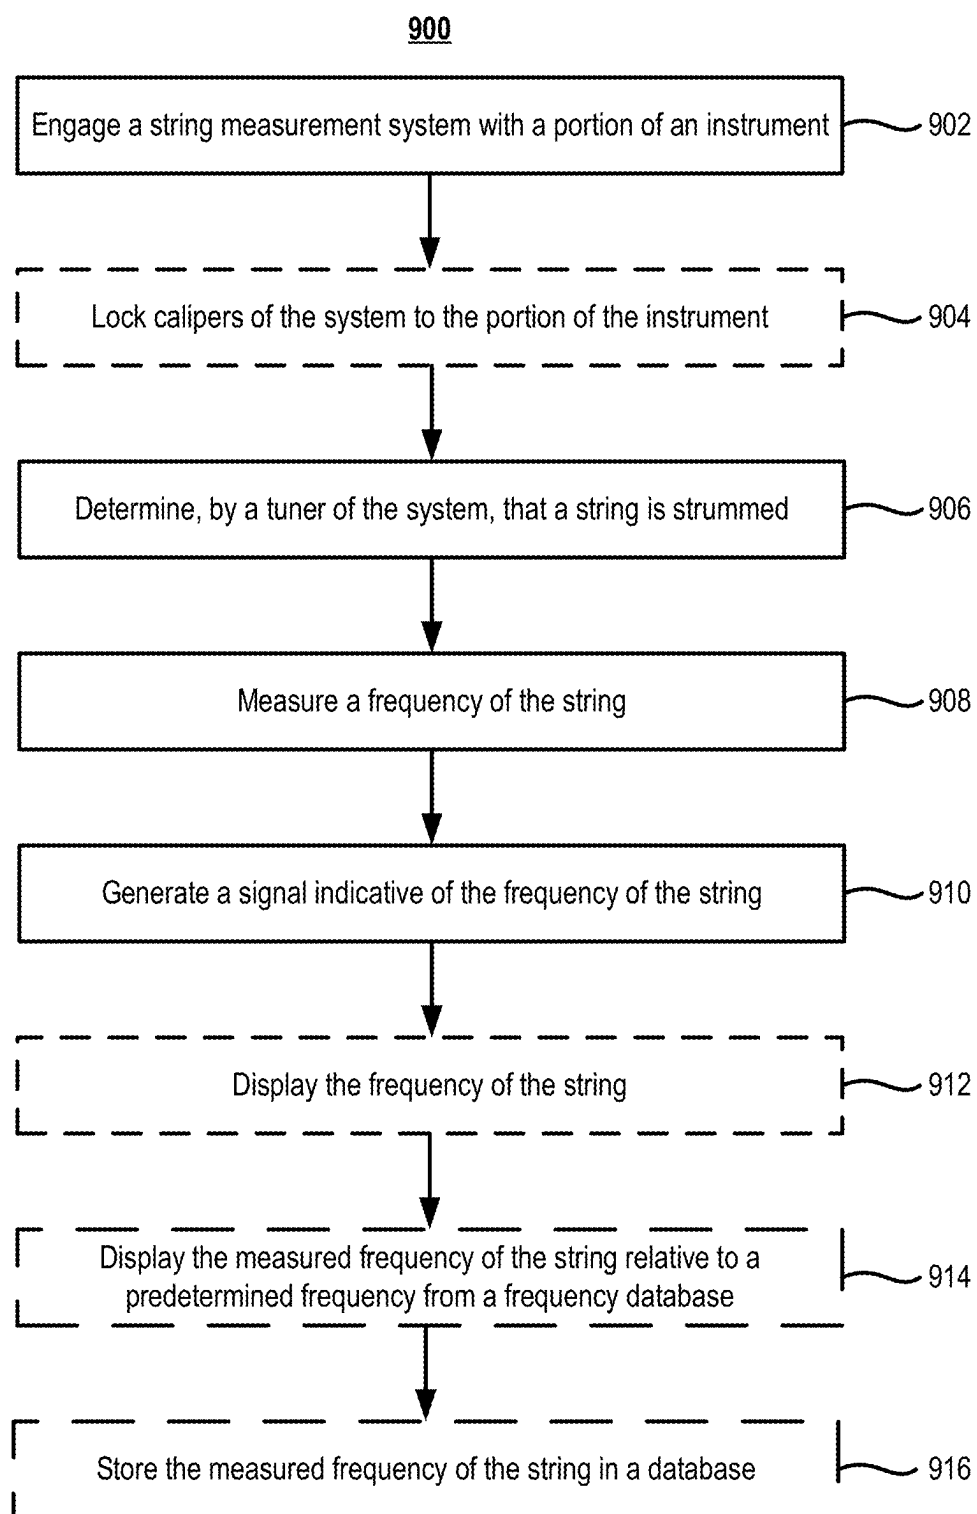 900
Engage a string measurement system with a portion of an instrument
902
Lock calipers of the system to the portion of the instrument
904
Determine, by a tuner of the system, that a string is strummed
906
Measure a frequency of the string
908
Generate a signal indicative of the frequency of the string
910
Display the frequency of the string
912
Display the measured frequency of the string relative to a
predetermined frequency from a frequency database
914
Store the measured frequency of the string in a database
916